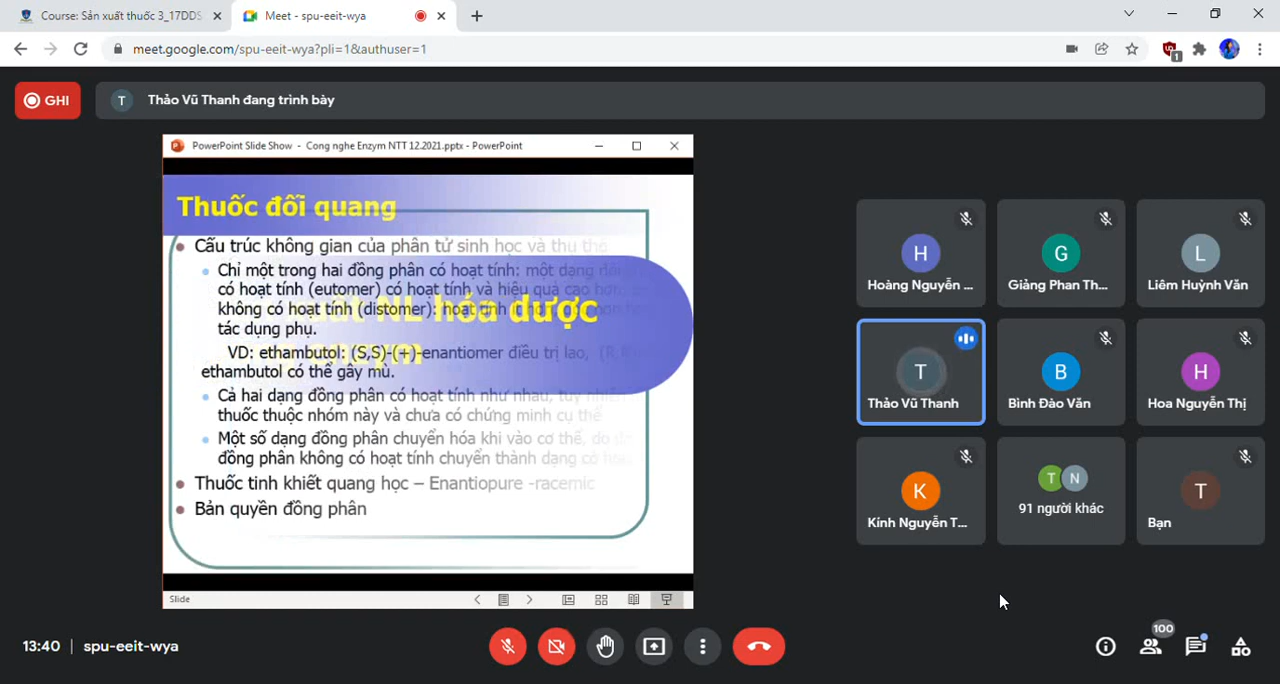 Course: Sản xuất thuốc 3_17DDS
Meet - spu-eeit-wya
meet.google.com/spu-eeit-wya?pli=1&authuser=1
1
GHI
T
Thảo Vũ Thanh đang trình bày
PowerPoint Slide Show - Cong nghe Enzym NTT 12.2021.pptx - PowerPoint
Thuốc đối quang
Cấu trúc không gian của phân tử sinh học và thụ thể
Chỉ một trong hai đồng phân có hoạt tính: một dạng
có hoạt tính (eutomer) có hoạt tính và hiệu quả cao hơn
không có hoạt tính (distomer): hoạt tính
tác dụng phụ.
NL hóa dược
enzym
VD: ethambutol: (S,S)-(+)-enantiomer điều trị lao,
ethambutol có thể gây mù.
Cả hai dạng đồng phân có hoạt tính như nhau, tuy nhiên
thuốc thuộc nhóm này và chưa có chứng minh cụ thể
Một số dạng đồng phân chuyển hóa khi vào cơ thể, do
đồng phân không có hoạt tính chuyển thành dạng có
Thuốc tinh khiết quang học – Enantiopure -racemic
Bản quyền đồng phân
Slide
H
Hoàng Nguyễn ...
G
Giảng Phan Th...
L
Liêm Huỳnh Văn
T
Thảo Vũ Thanh
B
Bình Đào Văn
H
Hoa Nguyễn Thị
K
Kính Nguyễn T...
T N
91 người khác
T
Bạn
13:40 | spu-eeit-wya
100